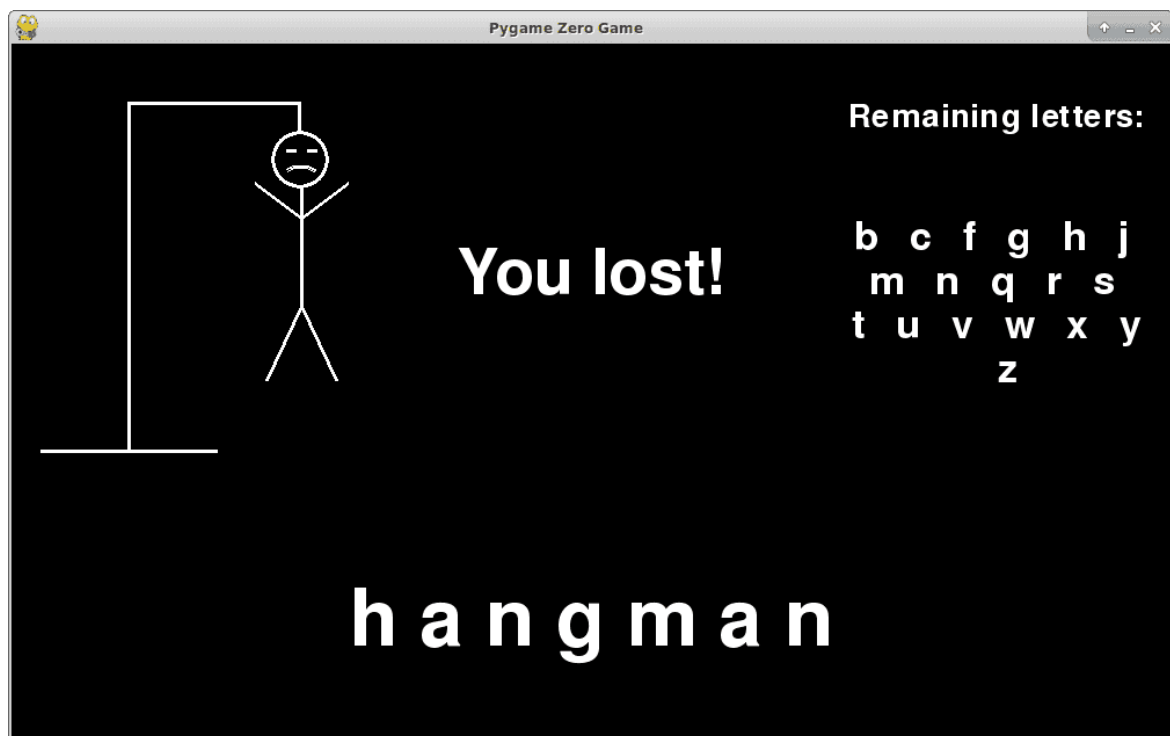 Pygame Zero Game
Remaining letters:
b c f g h j
m n q r s
t u v w x y
z
You lost!
h a n g m a n